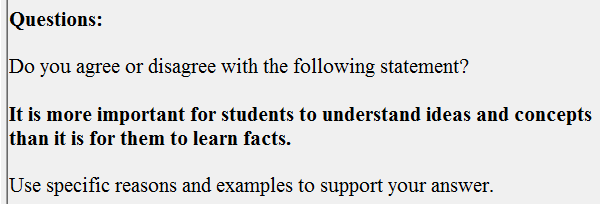 Questions:
Do you agree or disagree with the following statement?
It is more important for students to understand ideas and concepts
than it is for them to learn facts.
Use specific reasons and examples to support your answer.